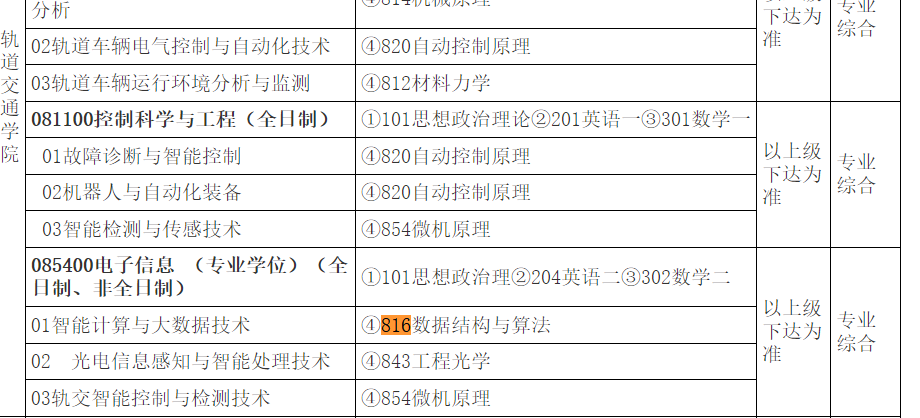 分析
④814机械原理
下达为准
专业综合
轨道交通学院
02轨道车辆电气控制与自动化技术
④820自动控制原理
03轨道车辆运行环境分析与监测
④812材料力学
081100控制科学与工程（全日制）
①101思想政治理论②201英语一③301数学一
以上级下达为准
专业综合
01故障诊断与智能控制
④820自动控制原理
02机器人与自动化装备
④820自动控制原理
03智能检测与传感技术
④854微机原理
085400电子信息 （专业学位）（全
日制、非全日制）
①101思想政治理②204英语二③302数学二
以上级下达为准
专业综合
01智能计算与大数据技术
④816数据结构与算法
02 光电信息感知与智能处理技术
④843工程光学
03轨交智能控制与检测技术
④854微机原理